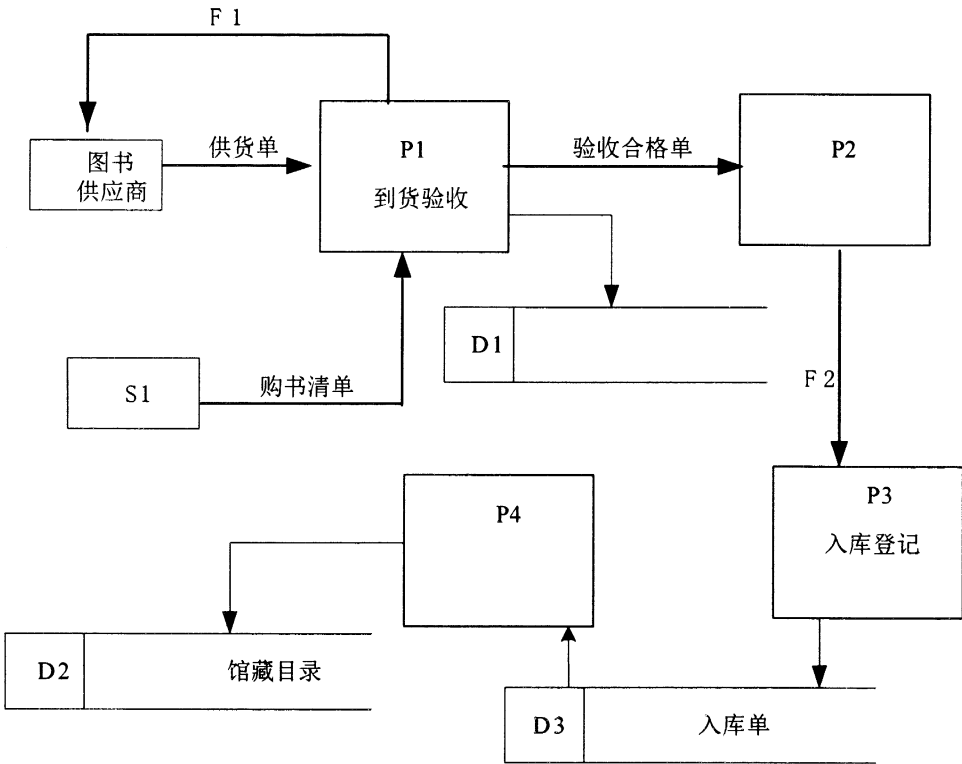 F 1
图书
供应商
供货单
P1
到货验收
验收合格单
P2
D1
S1
购书清单
F 2
P4
P3
入库登记
D2
馆藏目录
D3
入库单